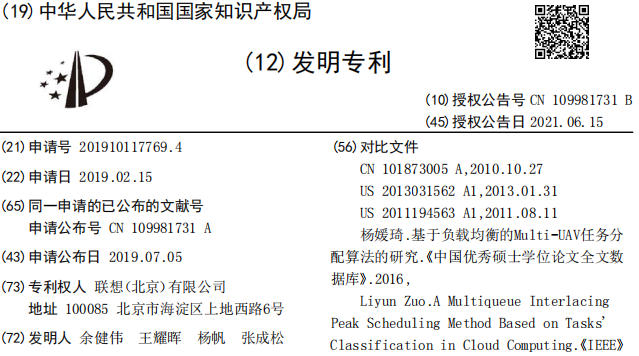 (19)中华人民共和国国家知识产权局
(12)发明专利
(10)授权公告号 CN 109981731 B
(45)授权公告日 2021.06.15
(21)申请号 201910117769.4
(22)申请日 2019.02.15
(65)同一申请的已公布的文献号
申请公布号 CN 109981731 A
(43)申请公布日 2019.07.05
(73)专利权人 联想(北京)有限公司
地址 100085 北京市海淀区上地西路6号
(72)发明人 余健伟 王耀晖 杨帆 张成松
(56)对比文件
CN 101873005 A,2010.10.27
US 2013031562 A1,2013.01.31
US 2011194563 A1,2011.08.11
杨媛琦.基于负载均衡的Multi-UAV任务分
配算法的研究.《中国优秀硕士学位论文全文数
据库》.2016,
Liyun Zuo.A Multiqueue Interlacing
Peak Scheduling Method Based on Tasks'
Classification in Cloud Computing.《IEEE》